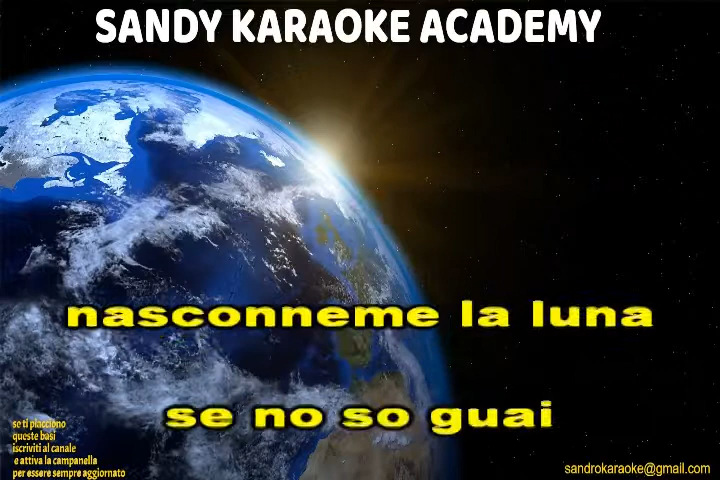 SANDY KARAOKE ACADEMY
nasconneme la luna
se no so guai
se ti piacciono
queste basi
iscriviti al canale
e attiva la campanella
per essere sempre aggiornato
sandrokaraoke@gmail.com